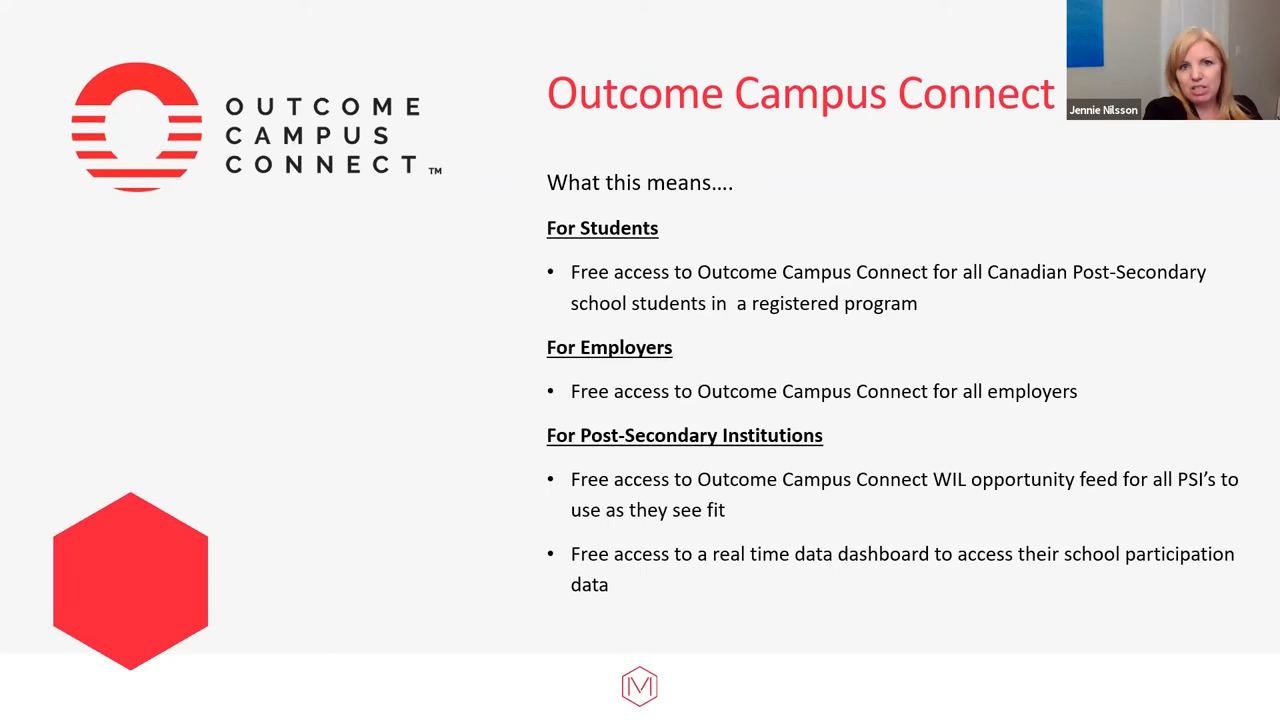 OUTCOME
CAMPUS
CONNECT™
Outcome Campus Connect
Jennie Nilsson
What this means....
For Students
• Free access to Outcome Campus Connect for all Canadian Post-Secondary
school students in  a registered program
For Employers
• Free access to Outcome Campus Connect for all employers
For Post-Secondary Institutions
• Free access to Outcome Campus Connect WIL opportunity feed for all PSI’s to
use as they see fit
• Free access to a real time data dashboard to access their school participation
data